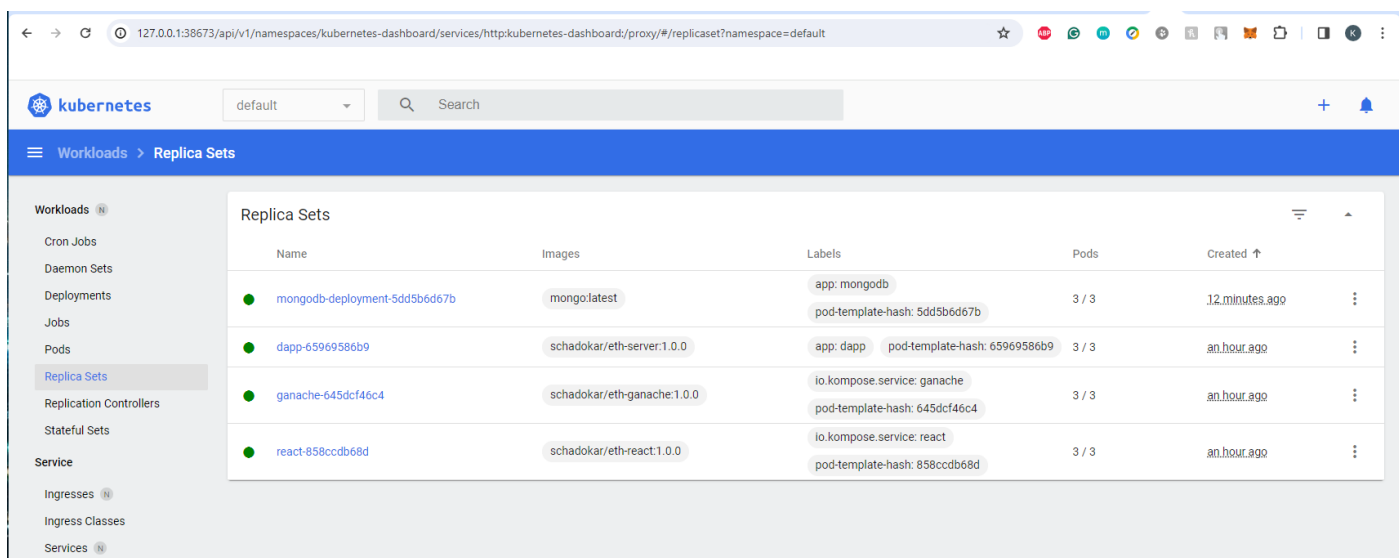 127.0.0.1:38673/api/v1/namespaces/kubernetes-dashboard/services/http:kubernetes-dashboard:/proxy/#/replicaset?namespace=default
ABP
G
m
K
kubernetes
default
Search
Workloads > Replica Sets
Workloads N
Cron Jobs
Daemon Sets
Deployments
Jobs
Pods
Replica Sets
Replication Controllers
Stateful Sets
Service
Ingresses N
Ingress Classes
Services N
Replica Sets
Name Images Labels Pods Created ↑
mongodb-deployment-5dd5b6d67b mongo:latest app: mongodb 3 / 3 12 minutes ago
pod-template-hash: 5dd5b6d67b
dapp-65969586b9 schadokar/eth-server:1.0.0 app: dapp pod-template-hash: 65969586b9 3 / 3 an hour ago
ganache-645dcf46c4 schadokar/eth-ganache:1.0.0 io.kompose.service: ganache 3 / 3 an hour ago
pod-template-hash: 645dcf46c4
react-858ccdb68d schadokar/eth-react:1.0.0 io.kompose.service: react 3 / 3 an hour ago
pod-template-hash: 858ccdb68d